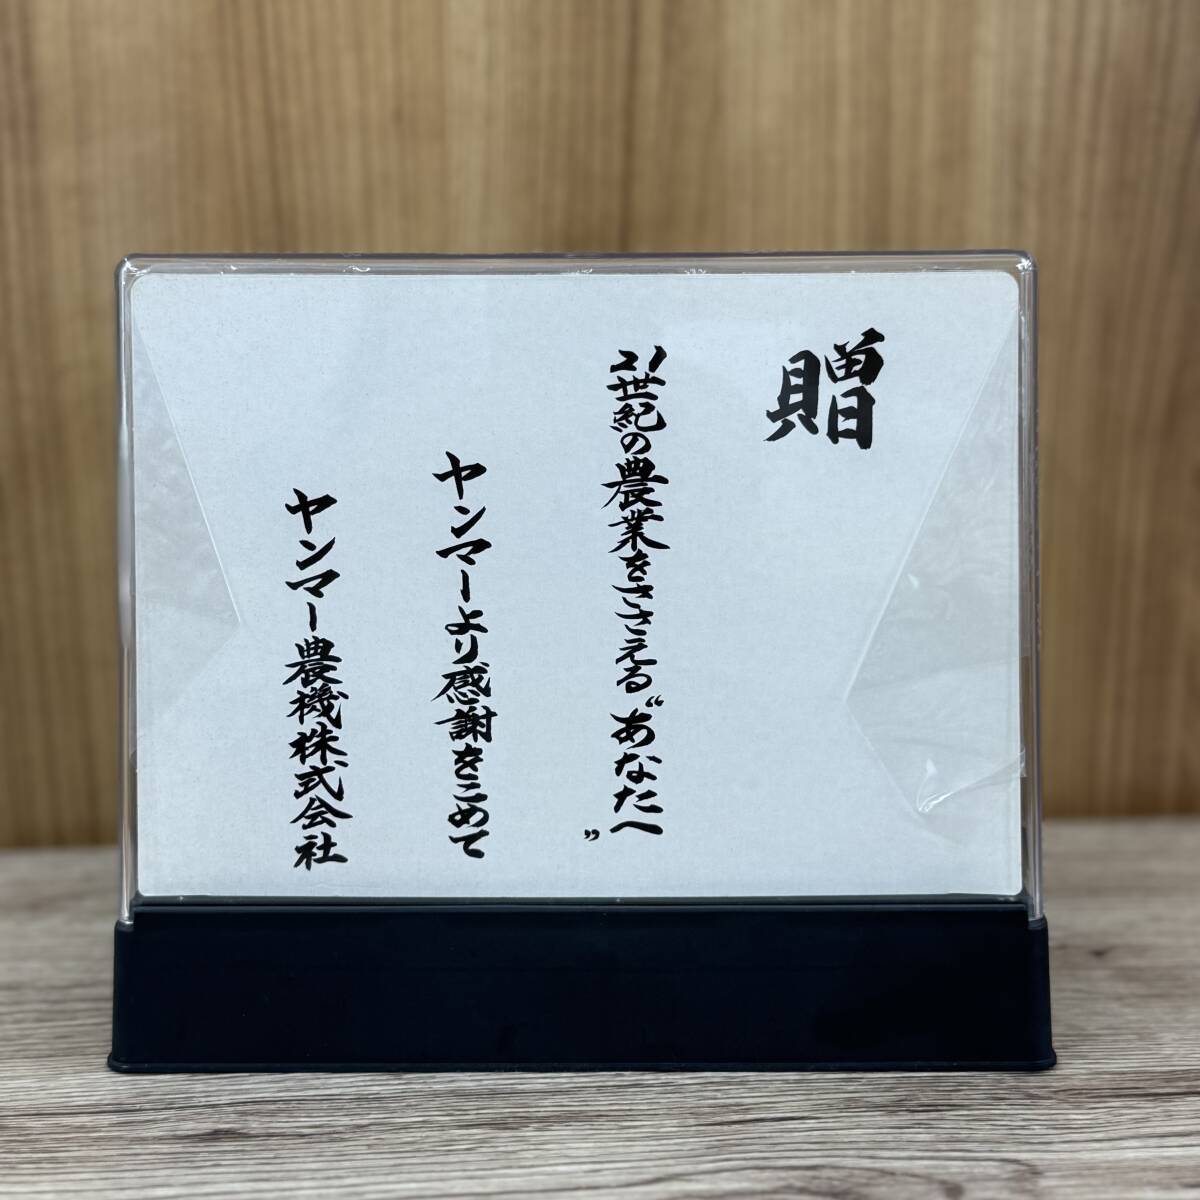 贈
21世紀の農業をささえる“あなたへ”
ヤンマーより感謝をこめて
ヤンマー農機株式会社